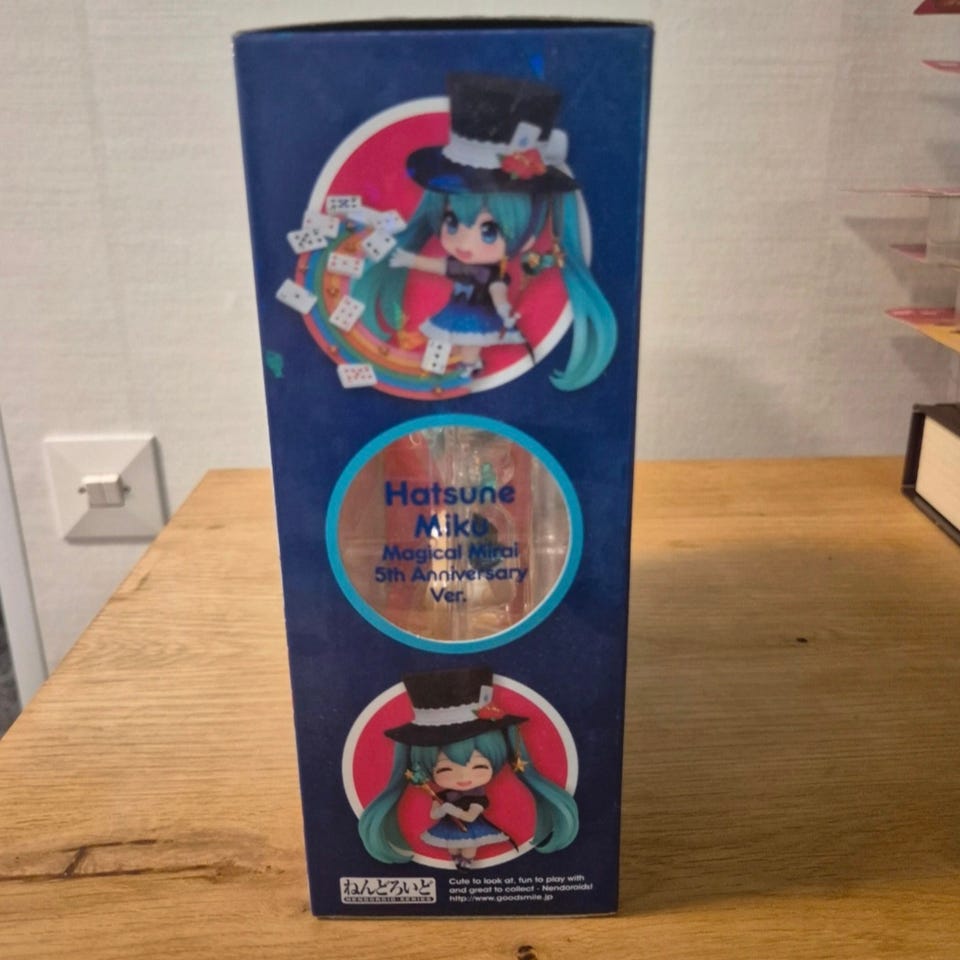 Hatsune
Miku
Magical Mirai
5th Anniversary
Ver.
ねんどろいど
NENDOROID SERIES
Cute to look at, fun to play with
and great to collect - Nendoroids!
http://www.goodsmile.jp